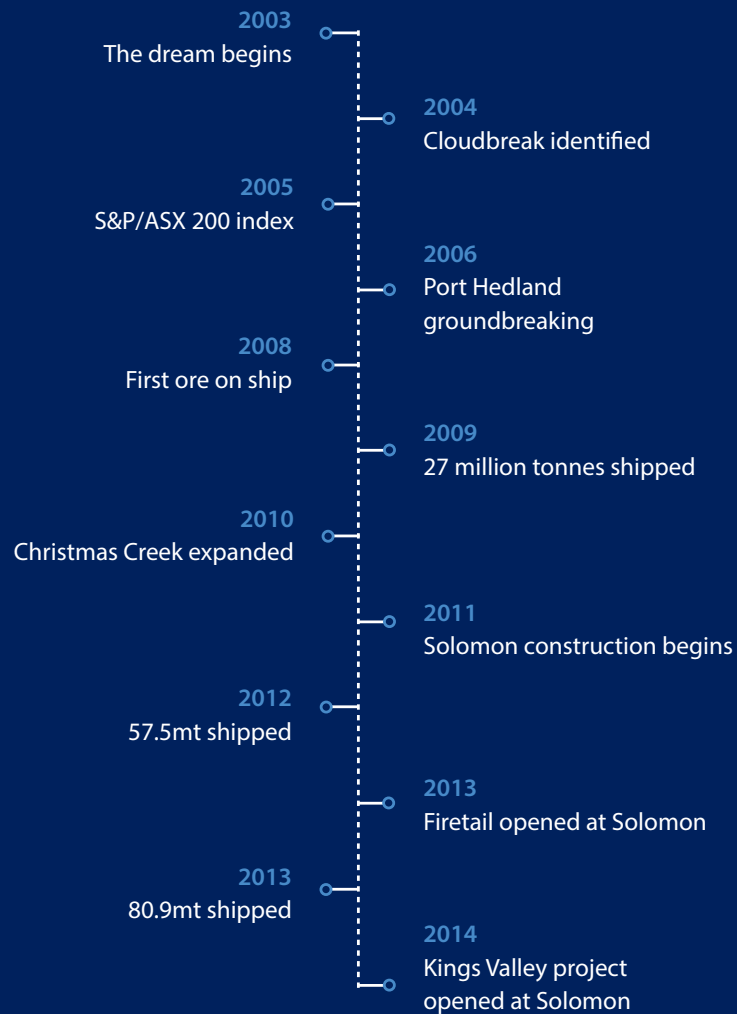 2003
The dream begins
2004
Cloudbreak identified
2005
S&P/ASX 200 index
2006
Port Hedland
groundbreaking
2008
First ore on ship
2009
27 million tonnes shipped
2010
Christmas Creek expanded
2011
Solomon construction begins
2012
57.5mt shipped
2013
Firetail opened at Solomon
2013
80.9mt shipped
2014
Kings Valley project
opened at Solomon